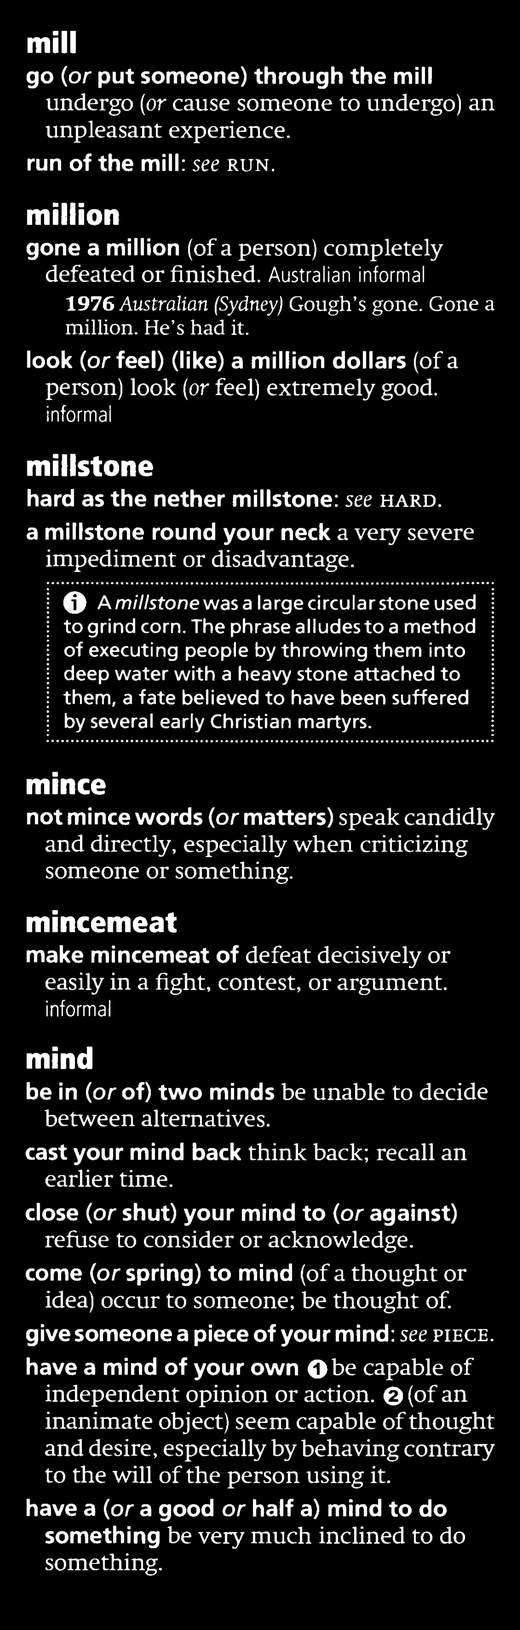 mill
go (or put someone) through the mill
undergo (or cause someone to undergo) an
unpleasant experience.
run of the mill: see RUN.
million
gone a million (of a person) completely
defeated or finished. Australian informal
1976 Australian (Sydney) Gough's gone. Gone a
million. He's had it.
look (or feel) (like) a million dollars (of a
person) look (or feel) extremely good.
informal
millstone
hard as the nether millstone: see HARD.
a millstone round your neck a very severe
impediment or disadvantage.
i A millstone was a large circular stone used
to grind corn. The phrase alludes to a method
of executing people by throwing them into
deep water with a heavy stone attached to
them, a fate believed to have been suffered
by several early Christian martyrs.
mince
not mince words (or matters) speak candidly
and directly, especially when criticizing
someone or something.
mincemeat
make mincemeat of defeat decisively or
easily in a fight, contest, or argument.
informal
mind
be in (or of) two minds be unable to decide
between alternatives.
cast your mind back think back; recall an
earlier time.
close (or shut) your mind to (or against)
refuse to consider or acknowledge.
come (or spring) to mind (of a thought or
idea) occur to someone; be thought of.
give someone a piece of your mind: see PIECE.
have a mind of your own ❶ be capable of
independent opinion or action. ❷ (of an
inanimate object) seem capable of thought
and desire, especially by behaving contrary
to the will of the person using it.
have a (or a good or half a) mind to do
something be very much inclined to do
something.